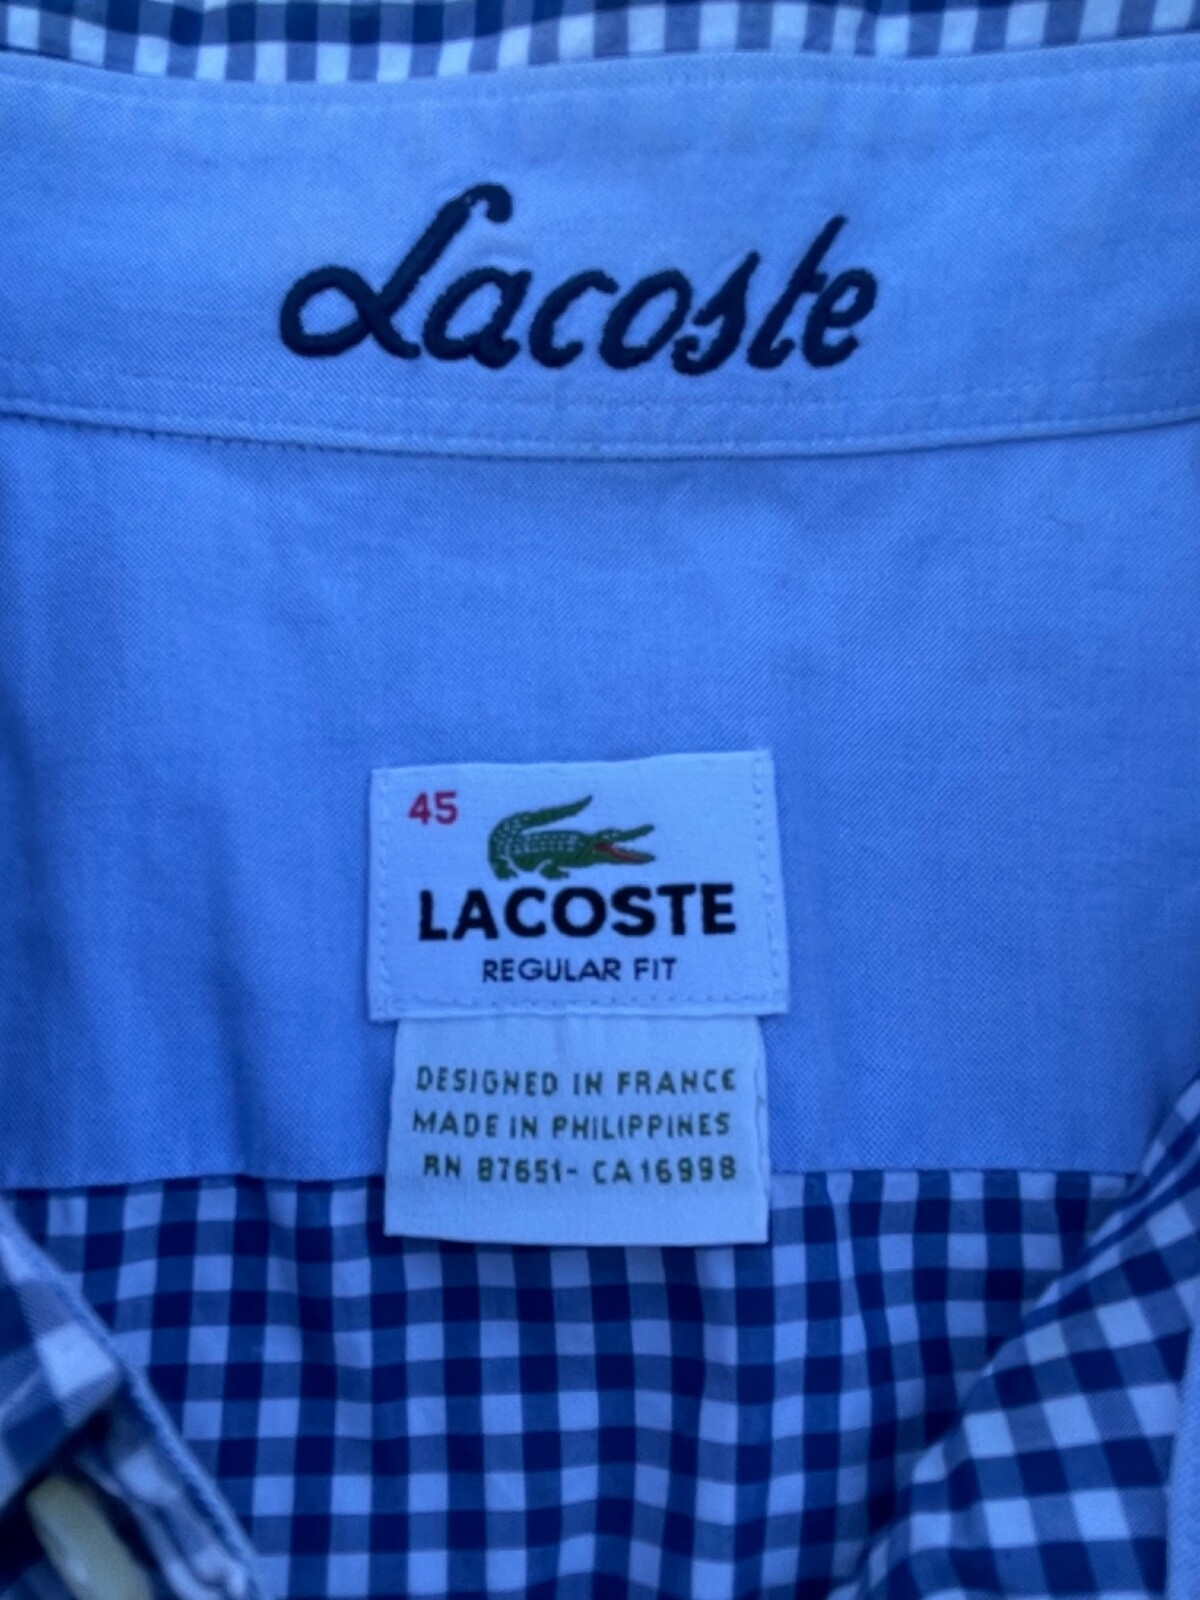 Lacoste
45
LACOSTE
REGULAR FIT
DESIGNED IN FRANCE
MADE IN PHILIPPINES
RN 87651- CA16998